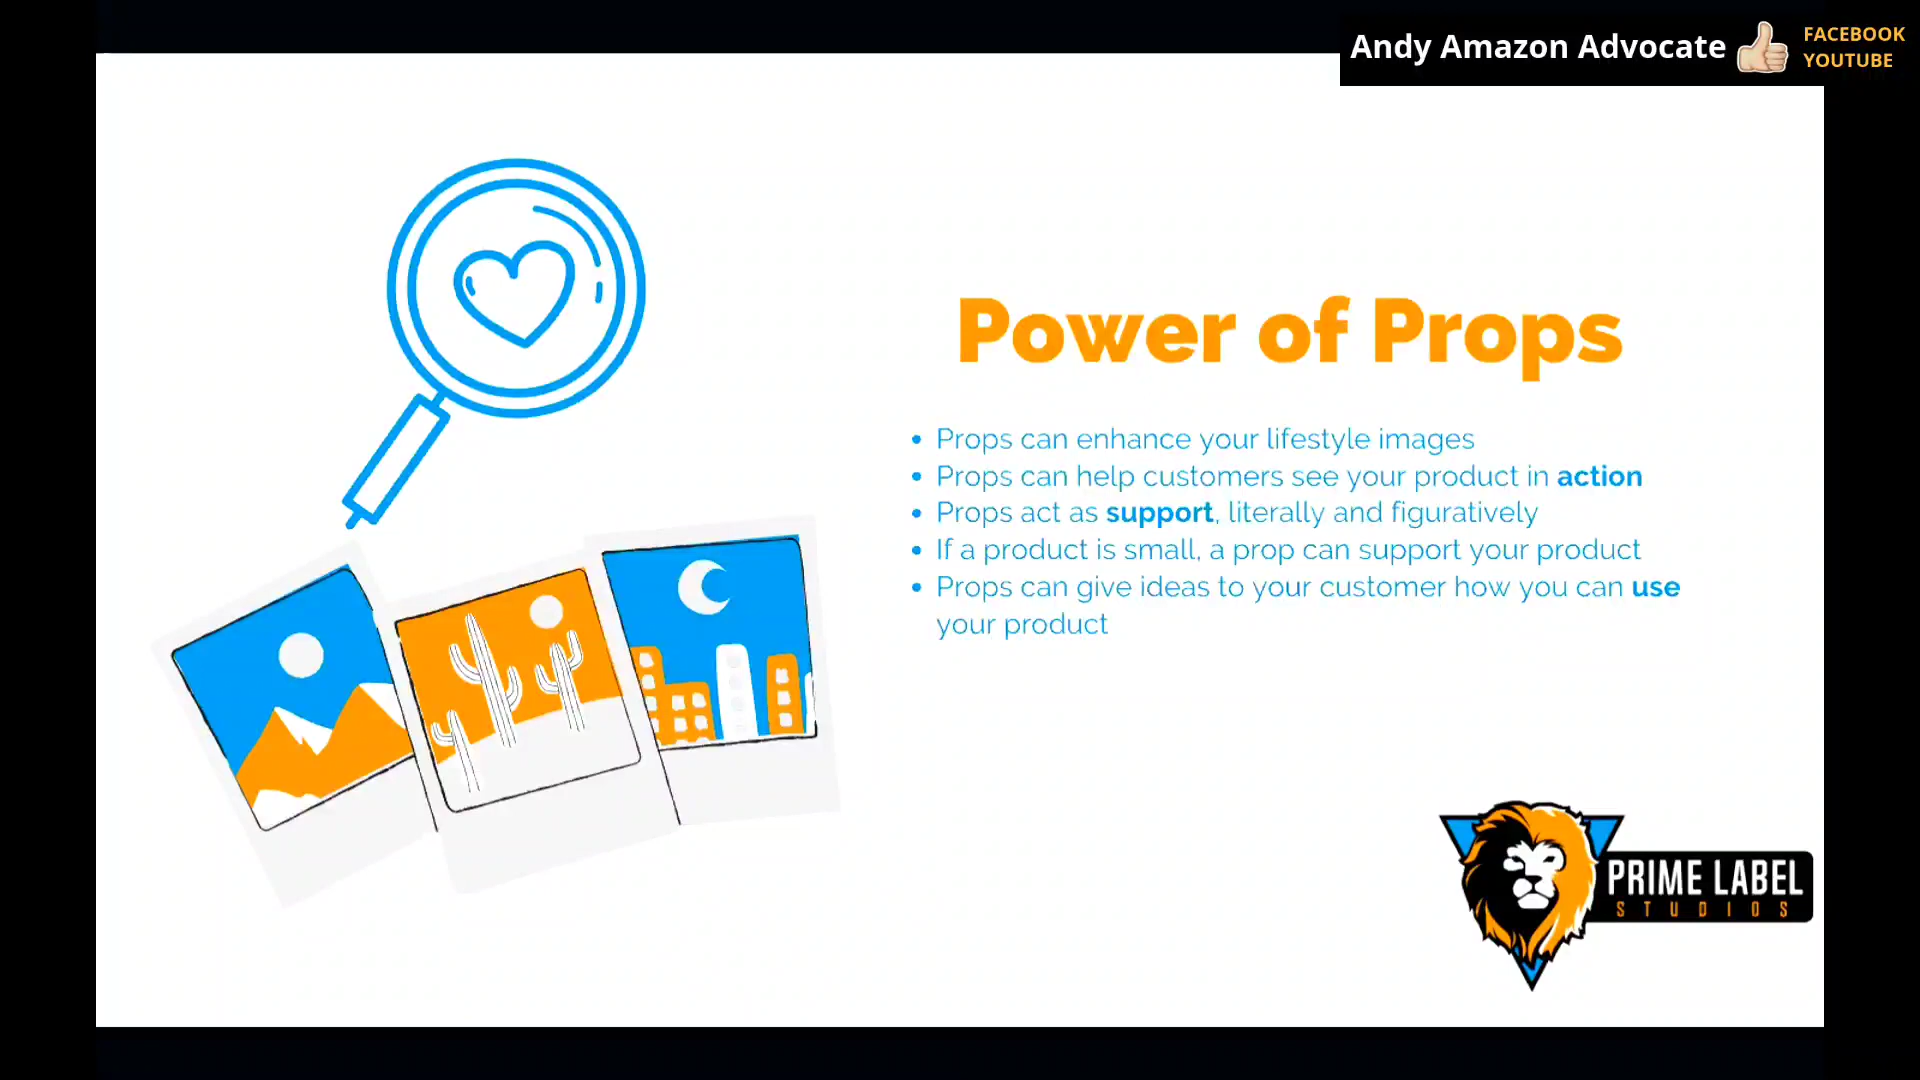 Andy Amazon Advocate
FACEBOOK
YOUTUBE
Power of Props
Props can enhance your lifestyle images
Props can help customers see your product in action
Props act as support, literally and figuratively
If a product is small, a prop can support your product
Props can give ideas to your customer how you can use
your product
PRIME LABEL
STUDIOS